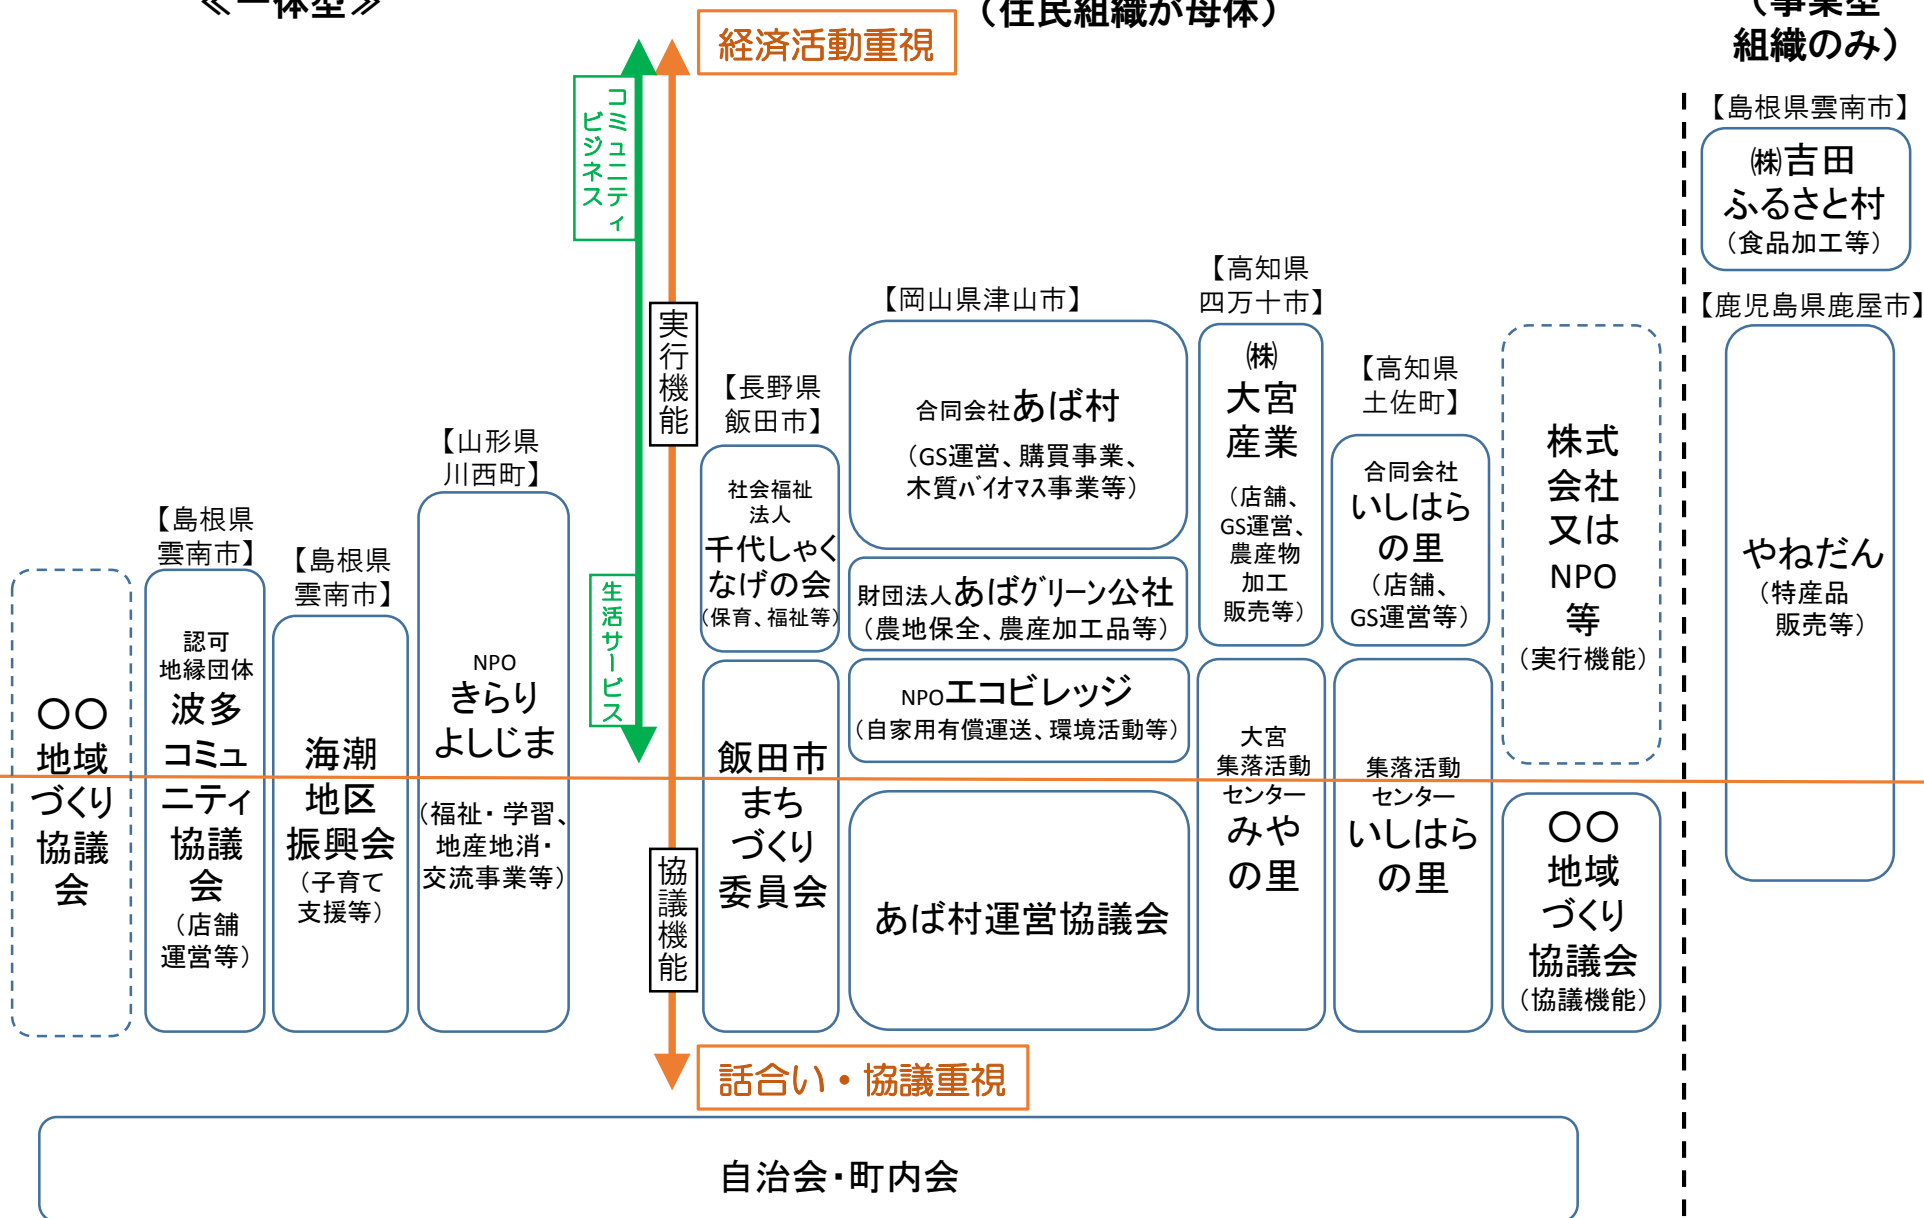 ≪一体型≫
（住民組織が母体）
（事業型
組織のみ）
経済活動重視
コミュニティ
ビジネス
実行機能
生活サービス
協議機能
話合い・協議重視
〇〇
地域
づくり
協議
会
【島根県
雲南市】
認可
地縁団体
波多
コミュ
ニティ
協議
会
（店舗
運営等）
【島根県
雲南市】
海潮
地区
振興会
（子育て
支援等）
【山形県
川西町】
NPO
きらり
よしじま
（福祉・学習、
地産地消・
交流事業等）
【長野県
飯田市】
社会福祉
法人
千代しゃく
なげの会
（保育、福祉等）
飯田市
まち
づくり
委員会
【岡山県津山市】
合同会社あば村
（GS運営、購買事業、
木質バイオマス事業等）
財団法人あばグリーン公社
（農地保全、農産加工品等）
NPOエコビレッジ
（自家用有償運送、環境活動等）
あば村運営協議会
【高知県
四万十市】
㈱
大宮
産業
（店舗、
GS運営、
農産物
加工
販売等）
大宮
集落活動
センター
みや
の里
【高知県
土佐町】
合同会社
いしはら
の里
（店舗、
GS運営等）
集落活動
センター
いしはら
の里
株式
会社
又は
NPO
等
（実行機能）
〇〇
地域
づくり
協議会
（協議機能）
【島根県雲南市】
㈱吉田
ふるさと村
（食品加工等）
【鹿児島県鹿屋市】
やねだん
（特産品
販売等）
自治会・町内会